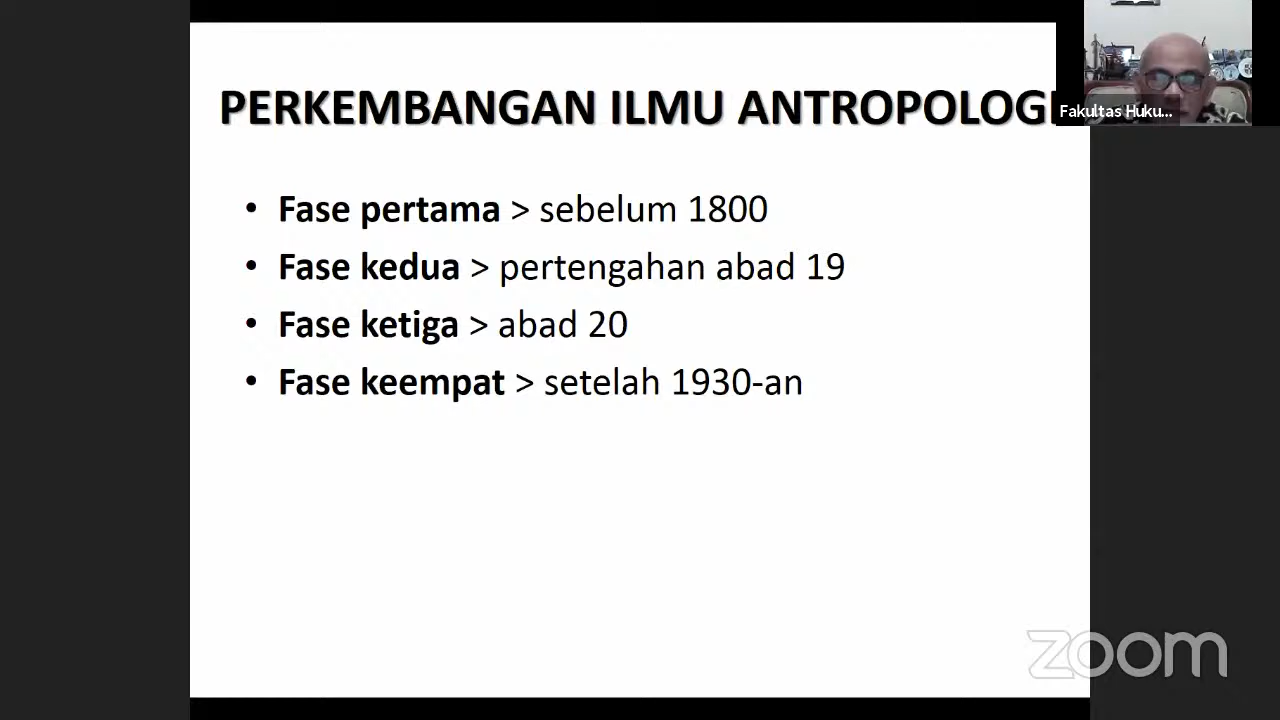 PERKEMBANGAN ILMU ANTROPOLOGI
Fakultas Huku...
• Fase pertama > sebelum 1800
• Fase kedua > pertengahan abad 19
• Fase ketiga > abad 20
• Fase keempat > setelah 1930-an
zoom